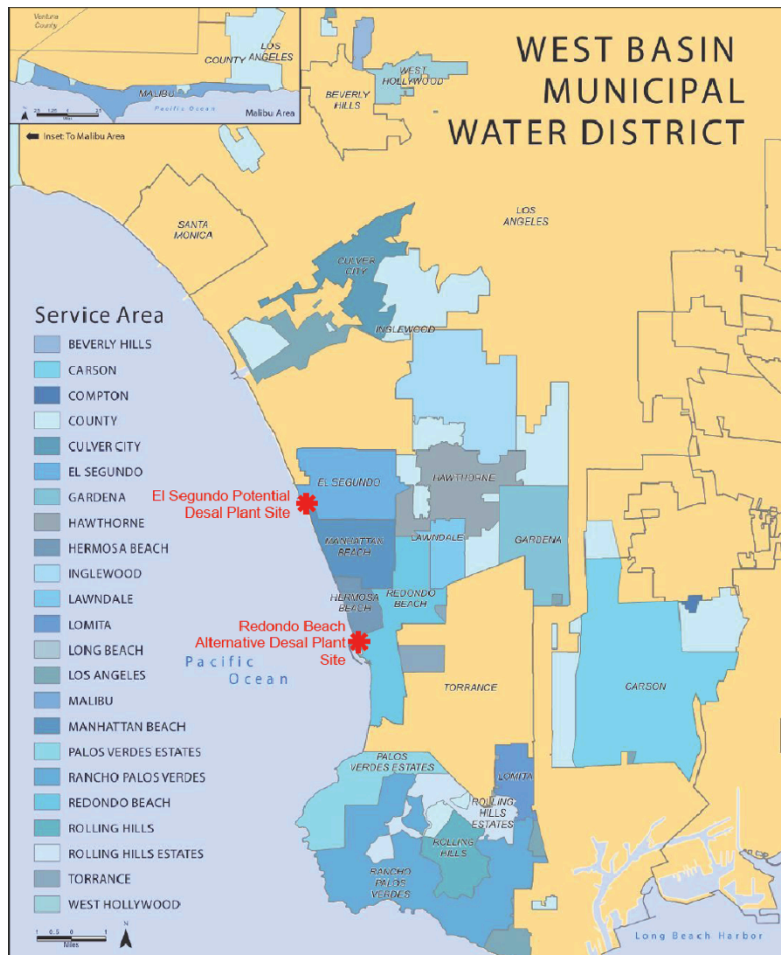 Ventura
County
COUNTY
LOS
ANGELES
MALIBU
Pacific Ocean
Malibu Area
Inset To Malibu Area
WEST BASIN
MUNICIPAL
WATER DISTRICT
WEST
HOLLYWOOD
BEVERLY
HILLS
LOS
ANGELES
SANTA
MONICA
CULVER
CITY
INGLEWOOD
Service Area
BEVERLY HILLS
CARSON
COMPTON
COUNTY
CULVER CITY
EL SEGUNDO
GARDENA
HAWTHORNE
HERMOSA BEACH
INGLEWOOD
LAWNDALE
LOMITA
LONG BEACH
LOS ANGELES
MALIBU
MANHATTAN BEACH
PALOS VERDES ESTATES
RANCHO PALOS VERDES
REDONDO BEACH
ROLLING HILLS
ROLLING HILLS ESTATES
TORRANCE
WEST HOLLYWOOD
El Segundo Potential
Desal Plant Site
Redondo Beach
Alternative Desal Plant
Site
Pacific
Ocean
EL SEGUNDO
HAWTHORNE
MANHATTAN
BEACH
LAWNDALE
GARDENA
HERMOSA
BEACH
REDONDO
BEACH
TORRANCE
CARSON
PALOS
VERDES ESTATES
LOMITA
ROLLING
HILLS
ESTATES
ROLLING
HILLS
RANCHO
PALOS
VERDES
1 0.5 0 1
Miles
N
Long Beach Harbor